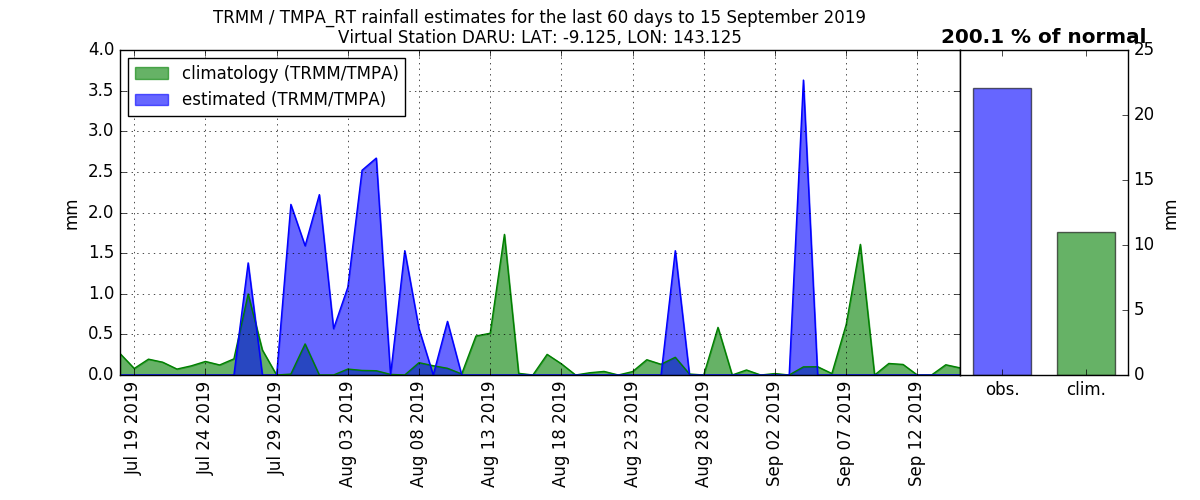 TRMM / TMPA_RT rainfall estimates for the last 60 days to 15 September 2019
Virtual Station DARU: LAT: -9.125, LON: 143.125
200.1 % of normal
climatology (TRMM/TMPA)
estimated (TRMM/TMPA)
mm
4.0
3.5
3.0
2.5
2.0
1.5
1.0
0.5
0.0
Jul 19 2019
Jul 24 2019
Jul 29 2019
Aug 03 2019
Aug 08 2019
Aug 13 2019
Aug 18 2019
Aug 23 2019
Aug 28 2019
Sep 02 2019
Sep 07 2019
Sep 12 2019
obs.
clim.
25
20
15
10
5
0
mm